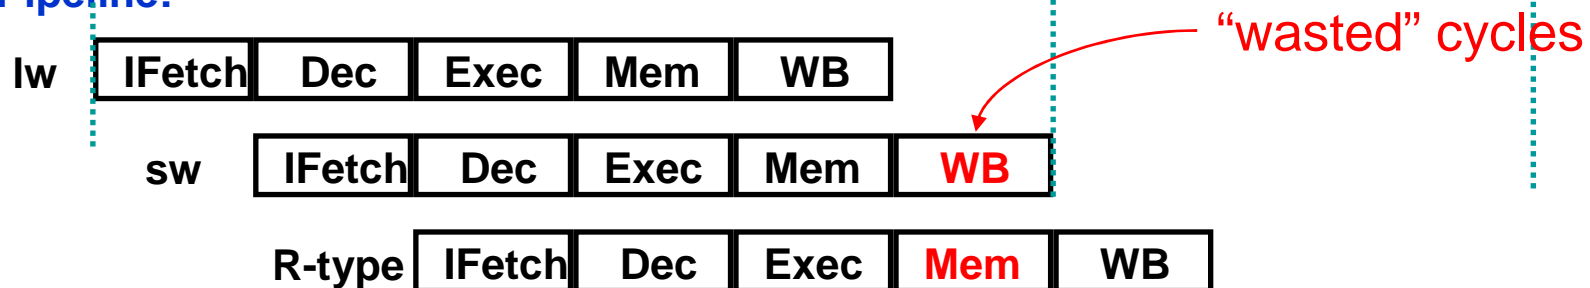 Pipeline:
"wasted" cycles
lw IFetch Dec Exec Mem WB
sw IFetch Dec Exec Mem WB
R-type IFetch Dec Exec Mem WB